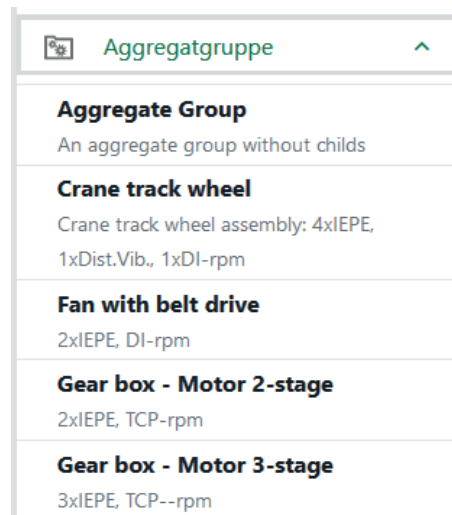 Aggregatgruppe
Aggregate Group
An aggregate group without childs
Crane track wheel
Crane track wheel assembly: 4xIEPE,
1xDist.Vib., 1xDI-rpm
Fan with belt drive
2xIEPE, DI-rpm
Gear box - Motor 2-stage
2xIEPE, TCP-rpm
Gear box - Motor 3-stage
3xIEPE, TCP--rpm